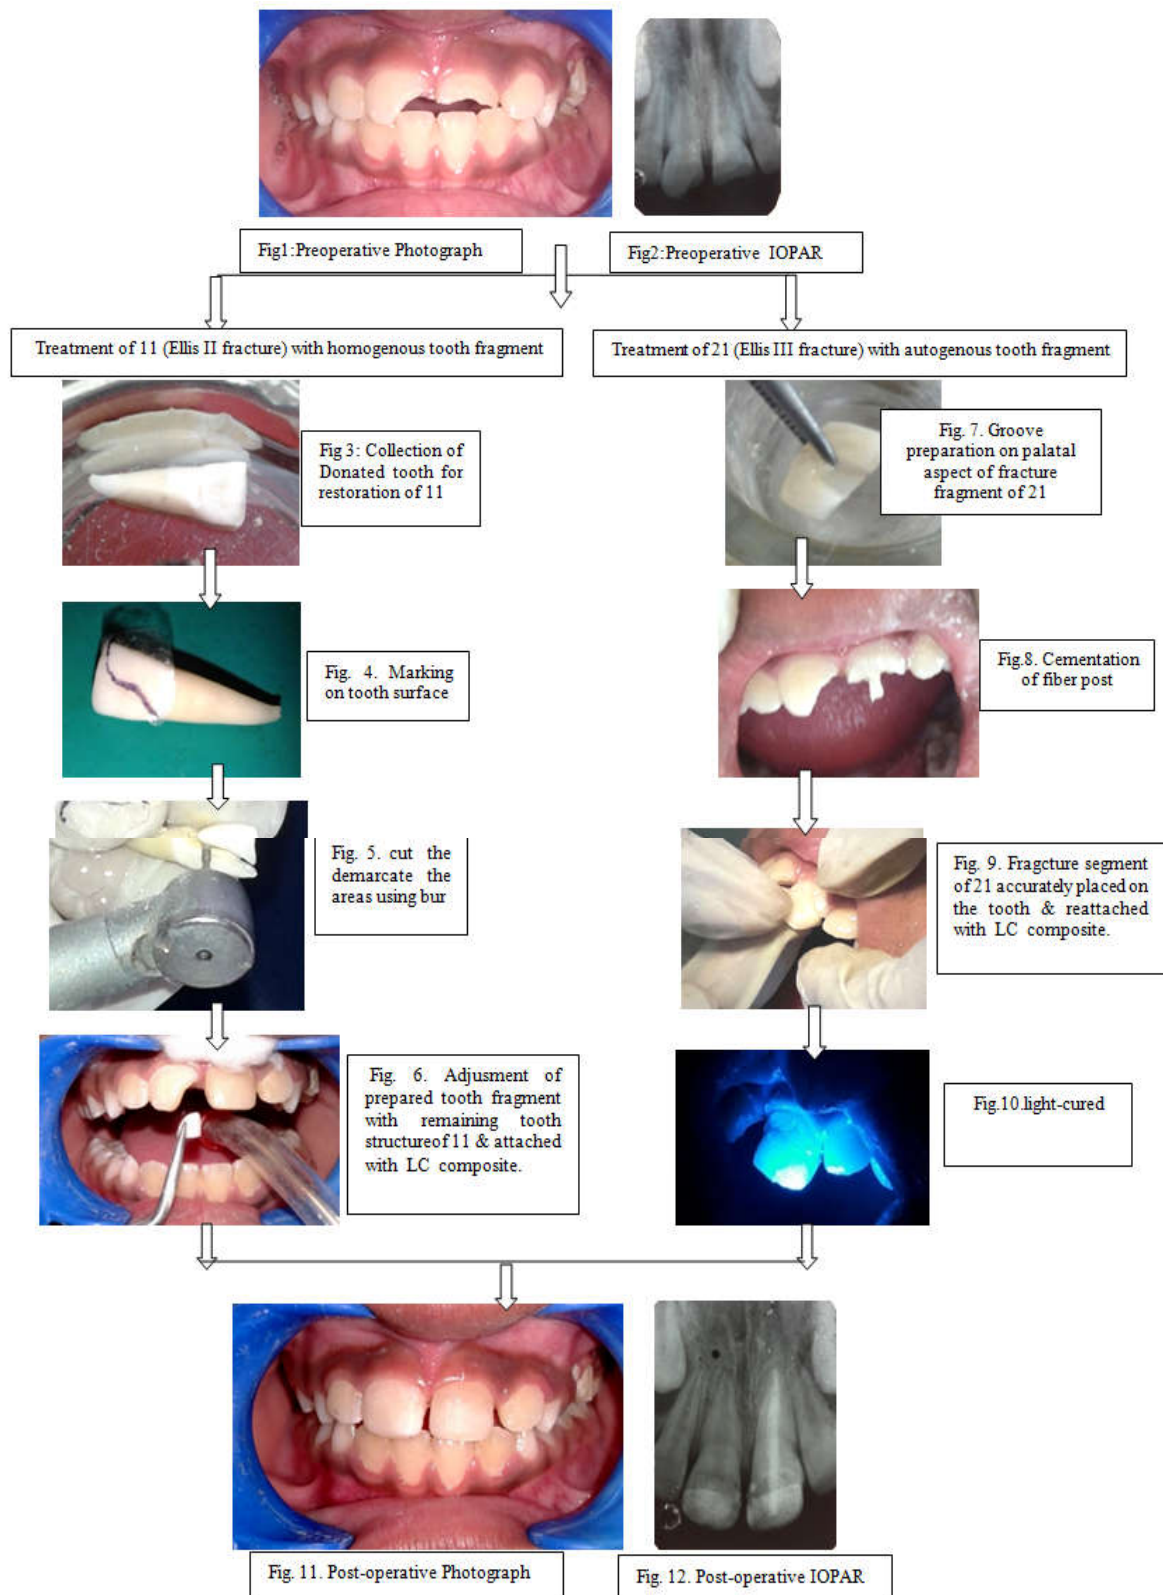 Fig1:Preoperative Photograph
Fig2:Preoperative IOPAR
Treatment of 11 (Ellis II fracture) with homogenous tooth fragment
Treatment of 21 (Ellis III fracture) with autogenous tooth fragment
Fig 3: Collection of
Donated tooth for
restoration of 11
Fig. 4. Marking
on tooth surface
Fig. 5. cut the
demarcate the
areas using bur
Fig. 6. Adjusment of
prepared tooth fragment
with remaining tooth
structureof 11 & attached
with LC composite.
Fig. 7. Groove
preparation on palatal
aspect of fracture
fragment of 21
Fig.8. Cementation
of fiber post
Fig. 9. Fragcture segment
of 21 accurately placed on
the tooth & reattached
with LC composite.
Fig.10.light-cured
Fig. 11. Post-operative Photograph
Fig. 12. Post-operative IOPAR